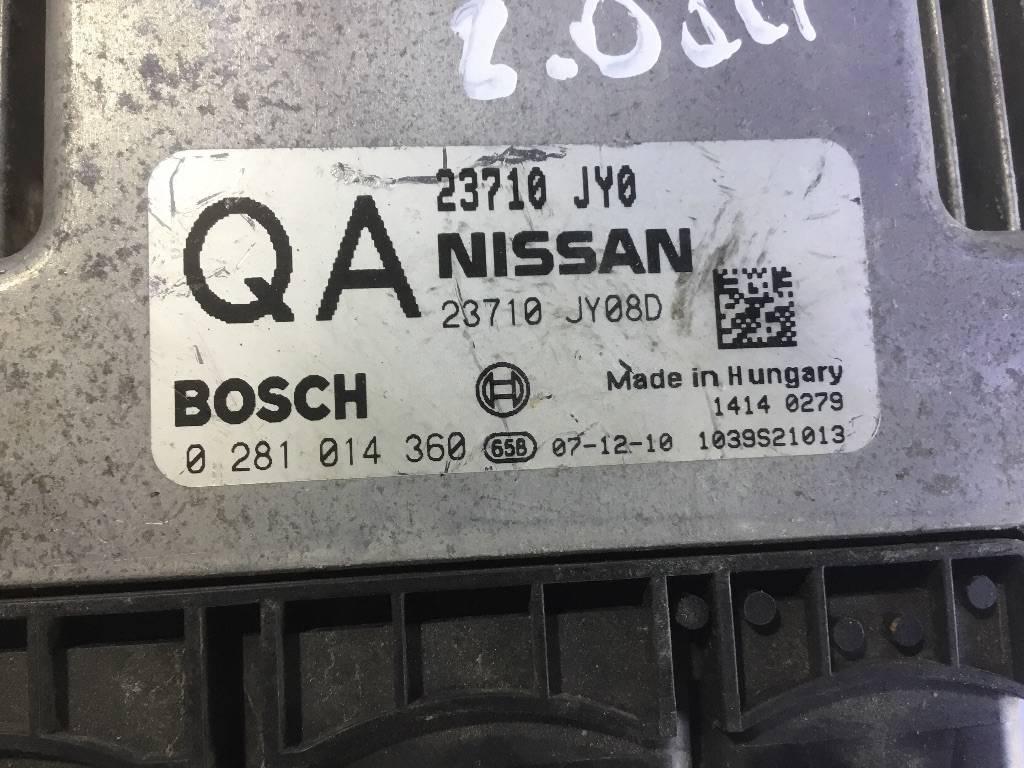 2.0dci
23710 JY0
QA
NISSAN
23710 JY08D
BOSCH
Made in Hungary
1414 0279
0 281 014 360 65B 07-12-10 1039S21013